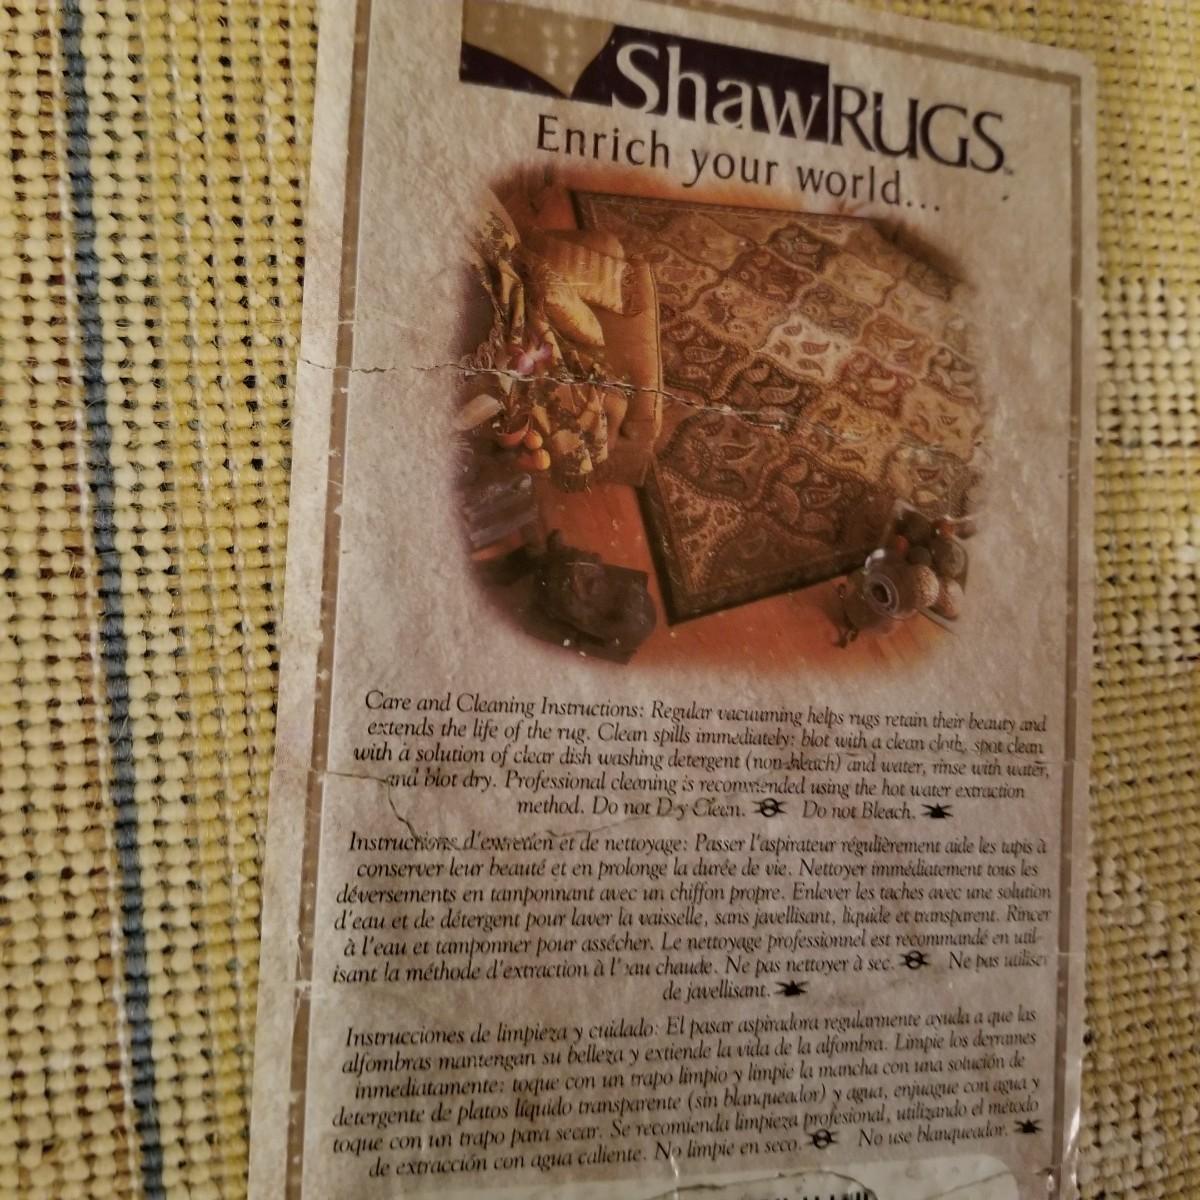 Shaw RUGS™
Enrich your world...
Care and Cleaning Instructions: Regular vacuuming helps rugs retain their beauty and
extends the life of the rug. Clean spills immediately: blot with a clean cloth, spot clean
with a solution of clear dish washing detergent (non-bleach) and water, rinse with water,
and blot dry. Professional cleaning is recommended using the hot water extraction
method. Do not Dry Clean. Do not Bleach.
Instructions d'entretien et de nettoyage: Passer l'aspirateur régulièrement aide les tapis à
conserver leur beauté et en prolonge la durée de vie. Nettoyer immédiatement tous les
déversements en tamponnant avec un chiffon propre. Enlever les taches avec une solution
d'eau et de détergent pour laver la vaisselle, sans javellisant, liquide et transparent. Rincer
à l'eau et tamponner pour assécher. Le nettoyage professionnel est recommandé en util-
isant la méthode d'extraction à l'eau chaude. Ne pas nettoyer à sec. Ne pas utiliser
de javellisant.
Instrucciones de limpieza y cuidado: El pasar aspiradora regularmente ayuda a que las
alfombras mantengan su belleza y extiende la vida de la alfombra. Limpie los derrames
inmediatamente: toque con un trapo limpio y limpie la mancha con una solución de
detergente de platos líquido transparente (sin blanqueador) y agua, enjuague con agua y
toque con un trapo para secar. Se recomienda limpieza profesional, utilizando el método
de extracción con agua caliente. No limpie en seco. No use blanqueador.